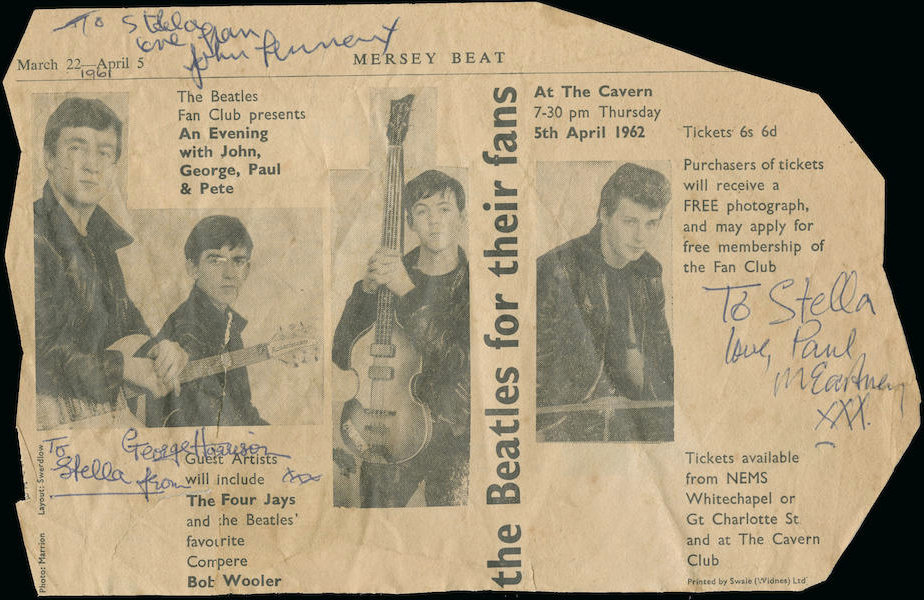 To Stella
love from
John Lennon
March 22—April 5
1961
MERSEY BEAT
The Beatles
Fan Club presents
An Evening
with John,
George, Paul
& Pete
the Beatles for their fans
At The Cavern
7-30 pm Thursday
5th April 1962
Tickets 6s 6d
Purchasers of tickets
will receive a
FREE photograph,
and may apply for
free membership of
the Fan Club
To Stella
love, Paul
McCartney
XXX.
To
Stella from
George Harrison
xxx
Guest Artists
will include
The Four Jays
and the Beatles'
favourite
Compere
Bob Wooler
Tickets available
from NEMS
Whitechapel or
Gt Charlotte St
and at The Cavern
Club
Printed by Swale (Widnes) Ltd
Photo: Marrion Layout: Swerdlow